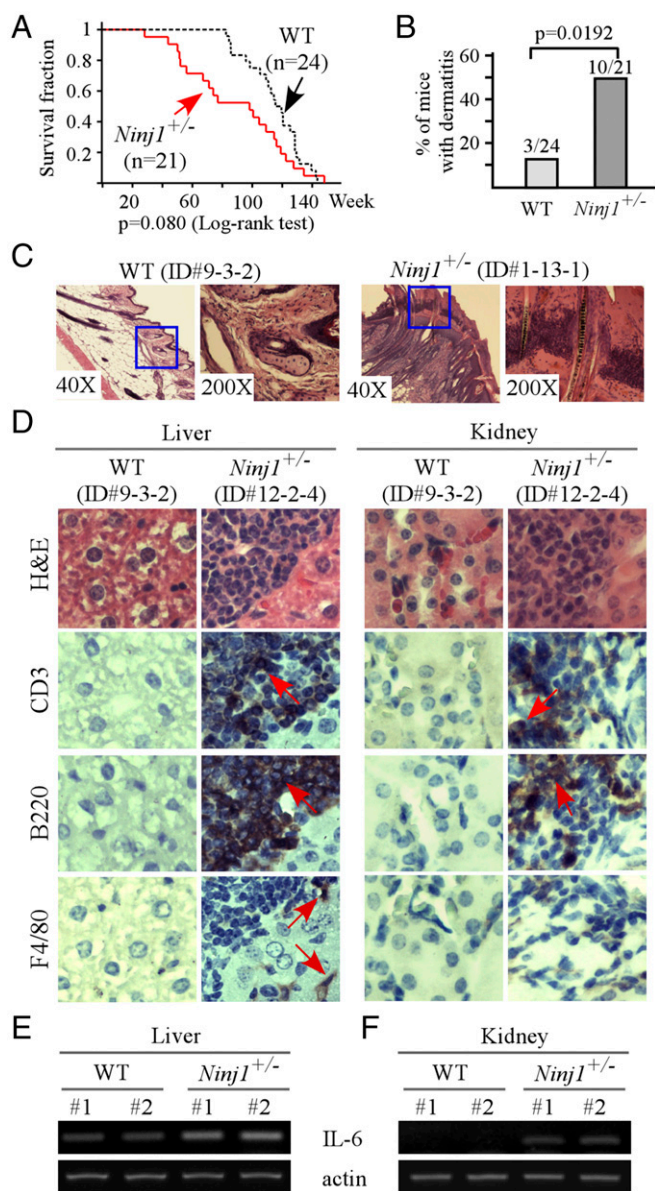 A
Survival fraction
1
0.8
0.6
0.4
0.2
WT
(n=24)
Ninj1+/-
(n=21)
20
60
100
140
Week
p=0.080 (Log-rank test)
B
p=0.0192
% of mice
with dermatitis
60
40
20
3/24
10/21
WT
Ninj1+/-
C
WT (ID#9-3-2)
Ninj1+/- (ID#1-13-1)
40X
200X
40X
200X
D
Liver
Kidney
WT
(ID#9-3-2)
Ninj1+/-
(ID#12-2-4)
WT
(ID#9-3-2)
Ninj1+/-
(ID#12-2-4)
H&E
CD3
B220
F4/80
E
Liver
WT
Ninj1+/-
#1 #2 #1 #2
F
Kidney
WT
Ninj1+/-
#1 #2 #1 #2
IL-6
actin